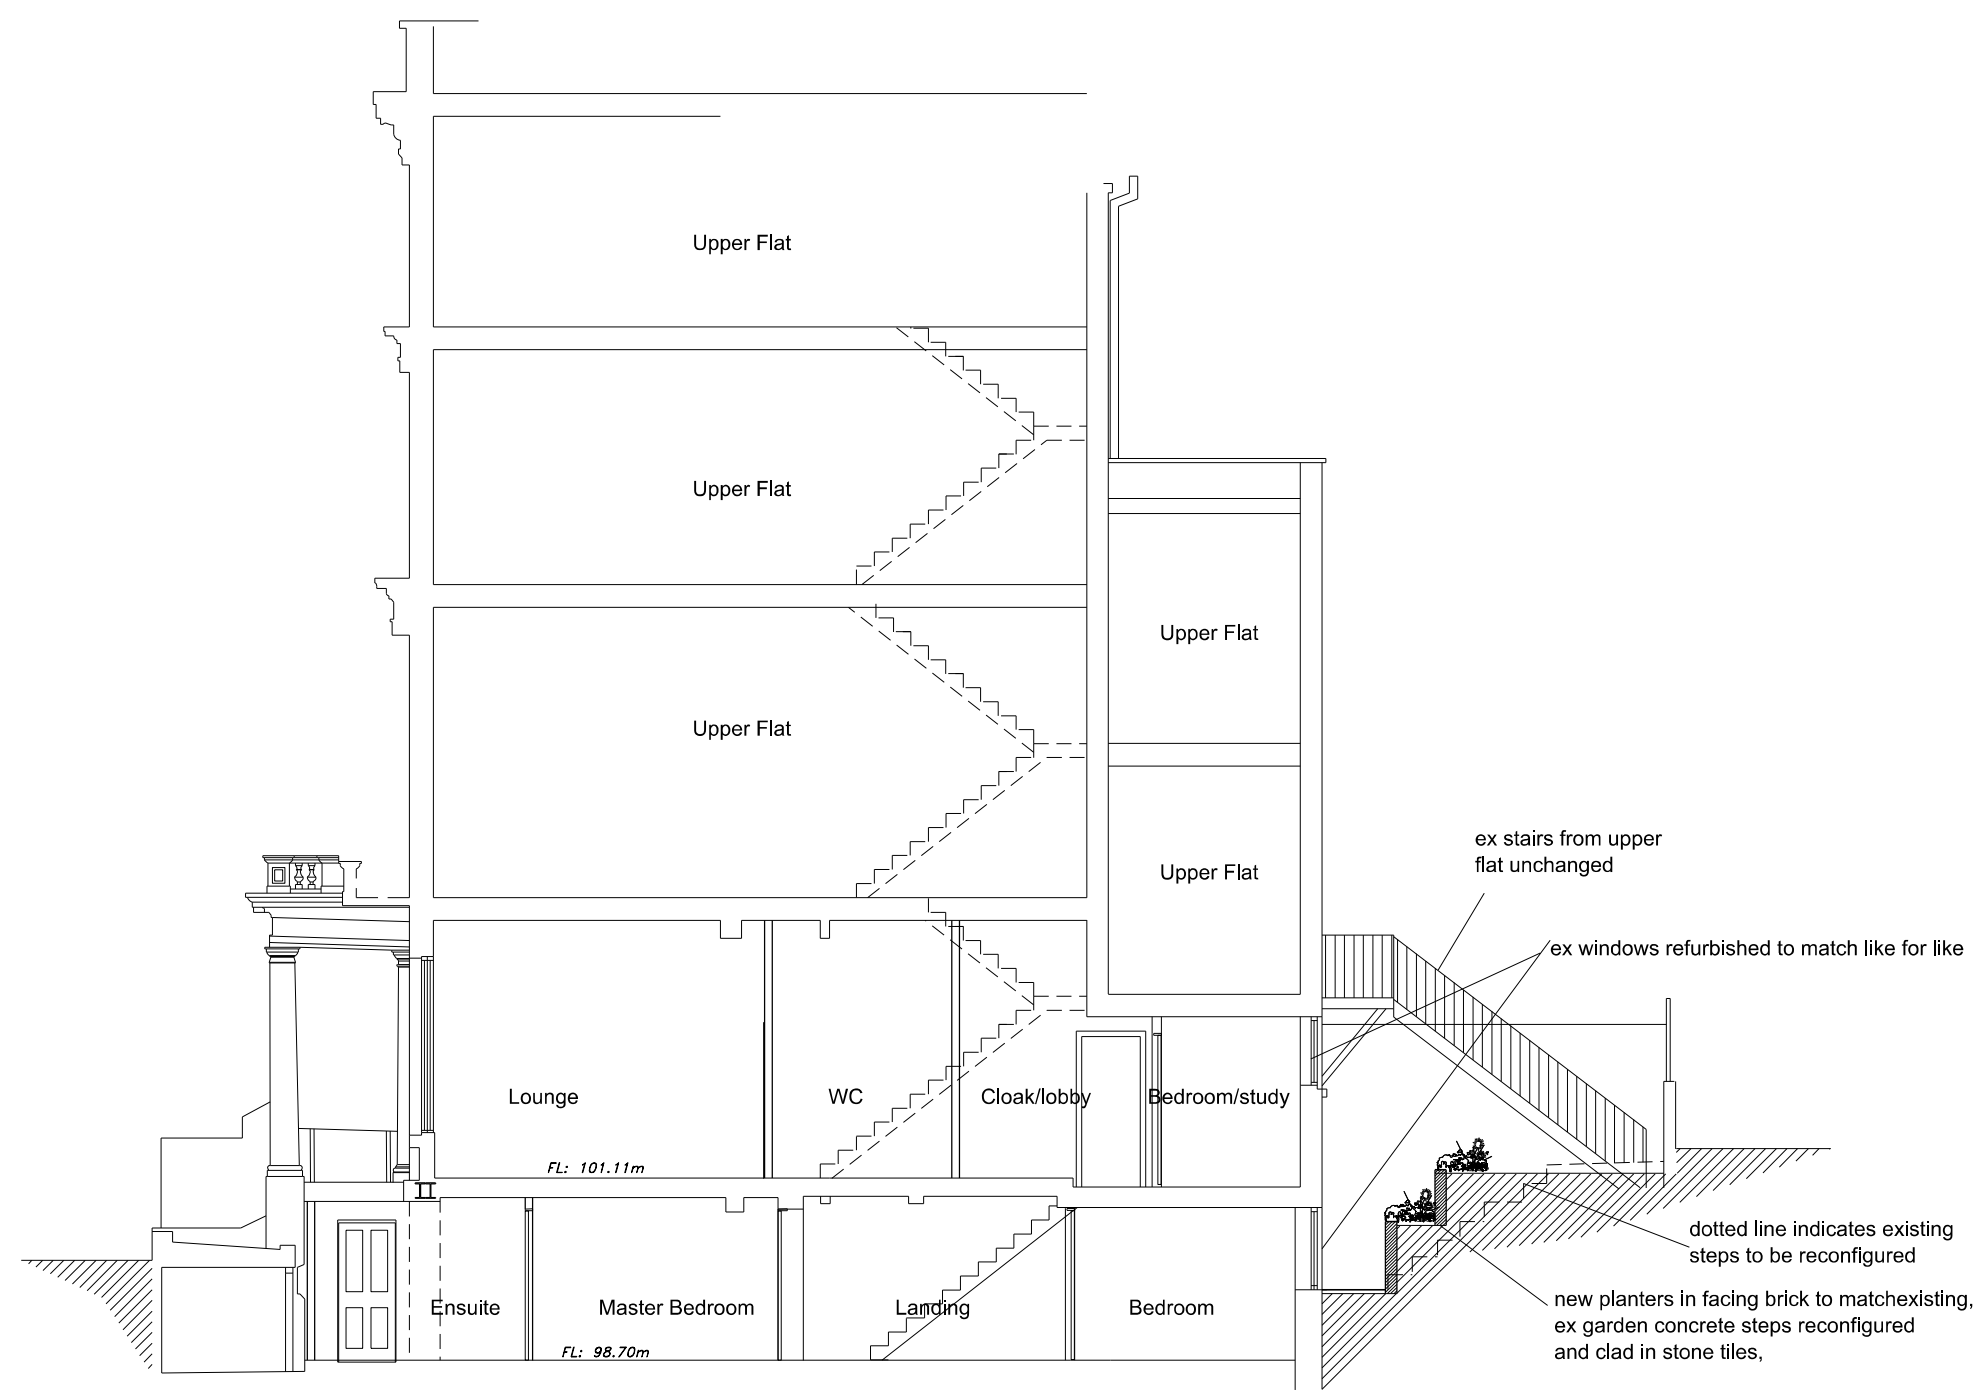 Upper Flat
Upper Flat
Upper Flat
Upper Flat
Upper Flat
ex stairs from upper
flat unchanged
ex windows refurbished to match like for like
Lounge
WC
Cloak/lobby
Bedroom/study
FL: 101.11m
dotted line indicates existing
steps to be reconfigured
new planters in facing brick to matchexisting,
ex garden concrete steps reconfigured
and clad in stone tiles,
Ensuite
Master Bedroom
Landing
Bedroom
FL: 98.70m